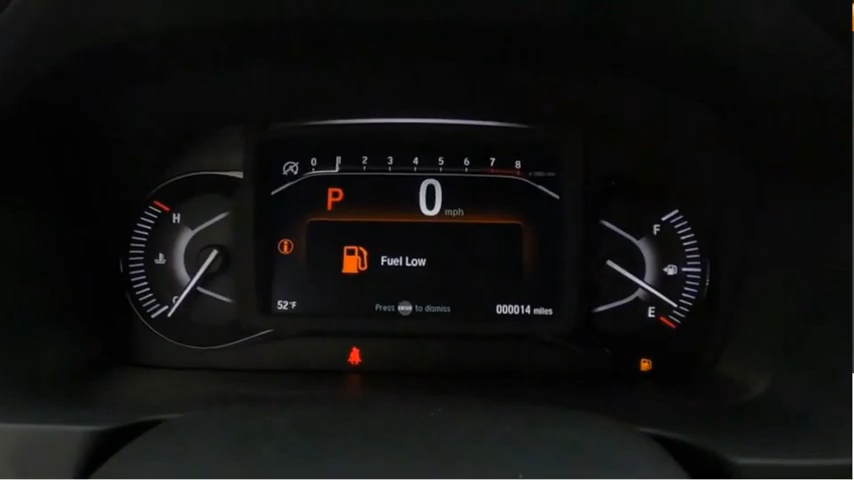 0 1 2 3 4 5 6 7 8
P 0 mph
H
F
Fuel Low
C
E
52°F
Press to dismiss
000014 miles